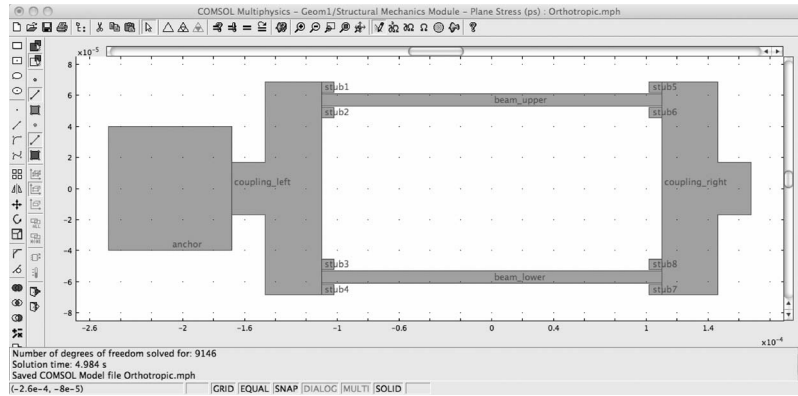 COMSOL Multiphysics - Geom1/Structural Mechanics Module - Plane Stress (ps) : Orthotropic.mph
×10⁻⁵
8
6
4
2
0
-2
-4
-6
-8
stub1
stub5
beam_upper
stub2
stub6
coupling_left
coupling_right
anchor
stub3
stub8
beam_lower
stub4
stub7
-2.6 -2 -1.6 -1 -0.6 0 0.4 1 1.4
×10⁻⁴
Number of degrees of freedom solved for: 9146
Solution time: 4.984 s
Saved COMSOL Model file Orthotropic.mph
(-2.6e-4, -8e-5) GRID EQUAL SNAP DIALOG MULTI SOLID